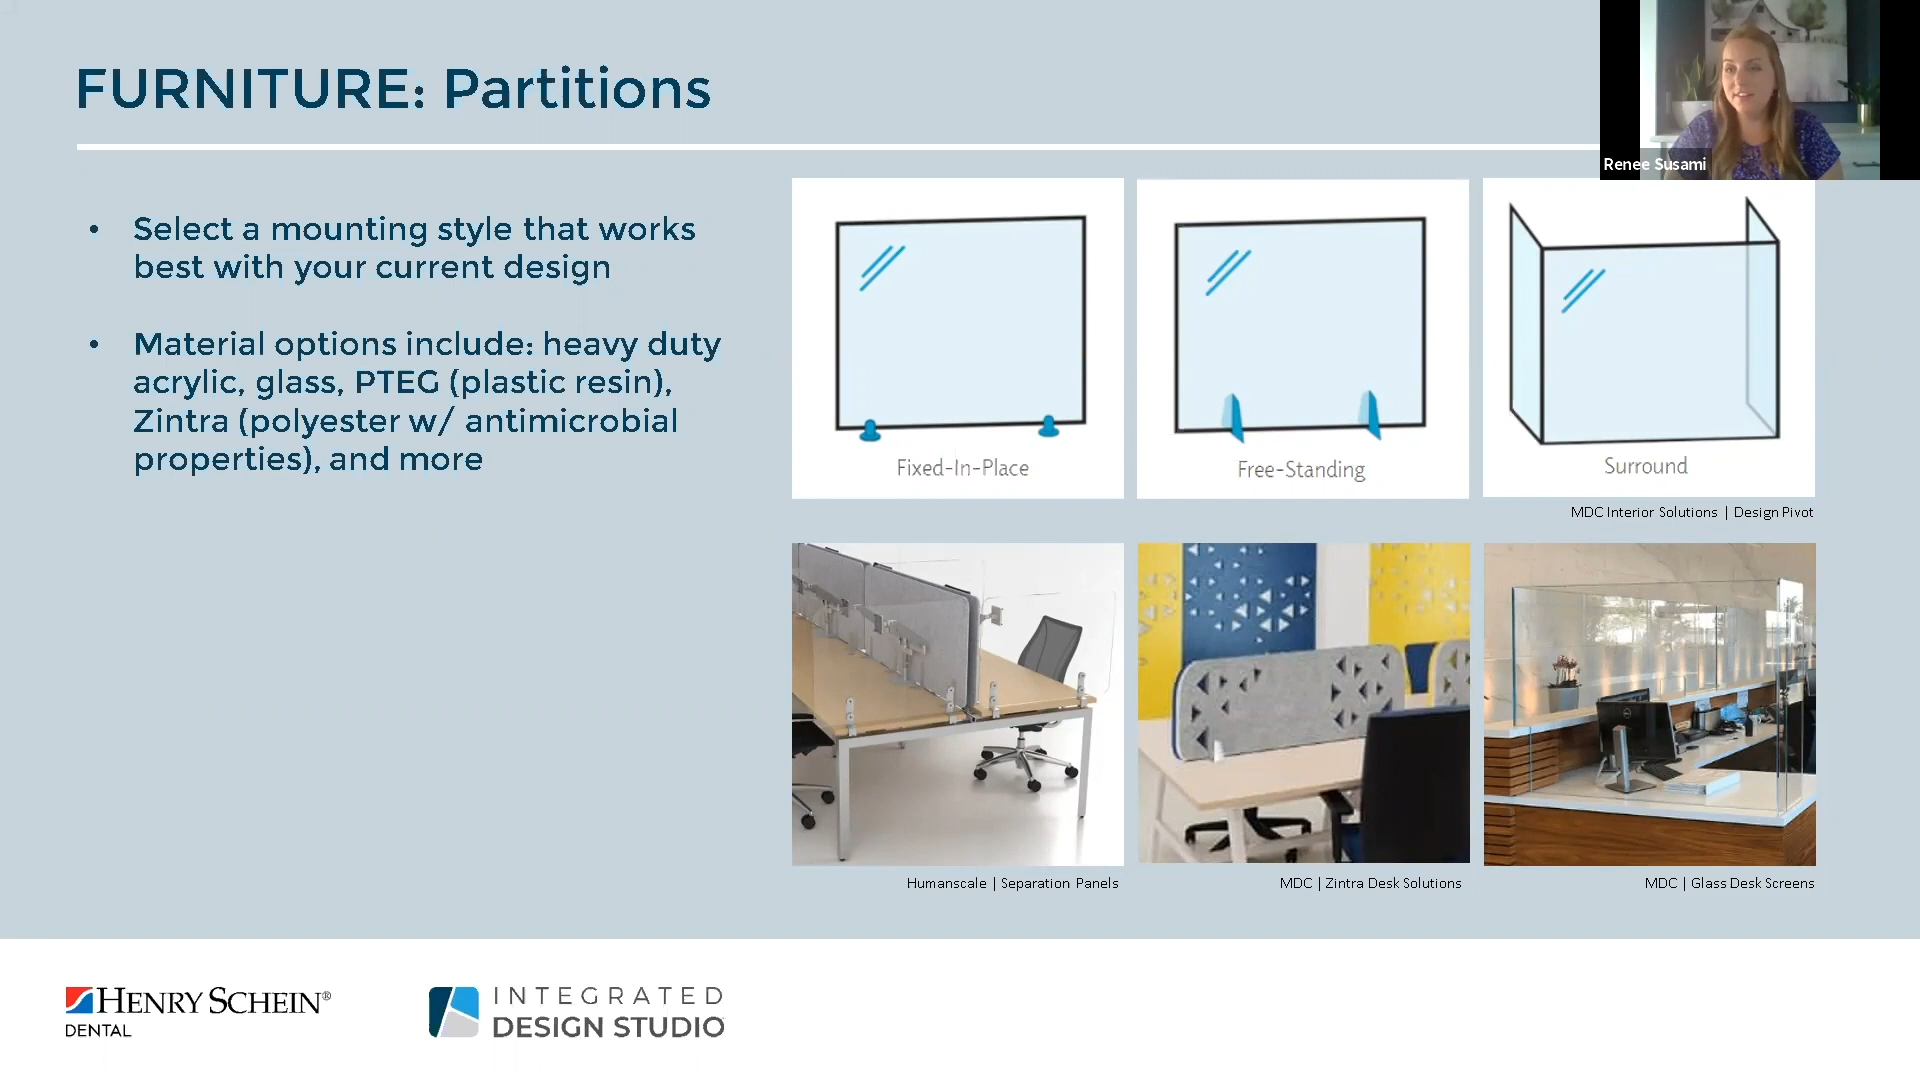 FURNITURE: Partitions
Renee Susami
• Select a mounting style that works
best with your current design
• Material options include: heavy duty
acrylic, glass, PTEG (plastic resin),
Zintra (polyester w/ antimicrobial
properties), and more
Fixed-In-Place
Free-Standing
Surround
MDC Interior Solutions | Design Pivot
Humanscale | Separation Panels
MDC | Zintra Desk Solutions
MDC | Glass Desk Screens
HENRY SCHEIN®
DENTAL
INTEGRATED
DESIGN STUDIO